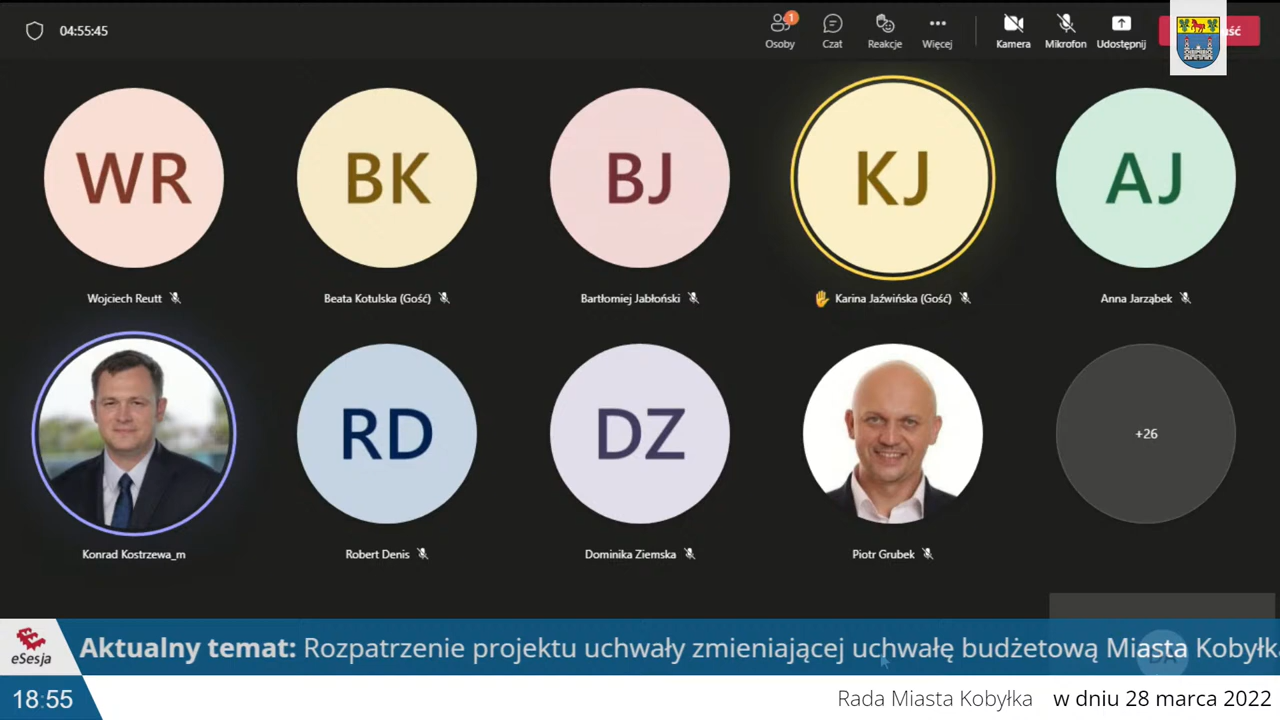 04:55:45
1
Osoby
Czat
Reakcje
Więcej
Kamera
Mikrofon
Udostępnij
WR
BK
BJ
KJ
AJ
Wojciech Reutt
Beata Kotulska (Gość)
Bartłomiej Jabłoński
Karina Jaźwińska (Gość)
Anna Jarząbek
RD
DZ
+26
Konrad Kostrzewa_m
Robert Denis
Dominika Ziemska
Piotr Grubek
eSesja
Aktualny temat: Rozpatrzenie projektu uchwały zmieniającej uchwałę budżetową Miasta Kobyłka
18:55
Rada Miasta Kobyłka w dniu 28 marca 2022